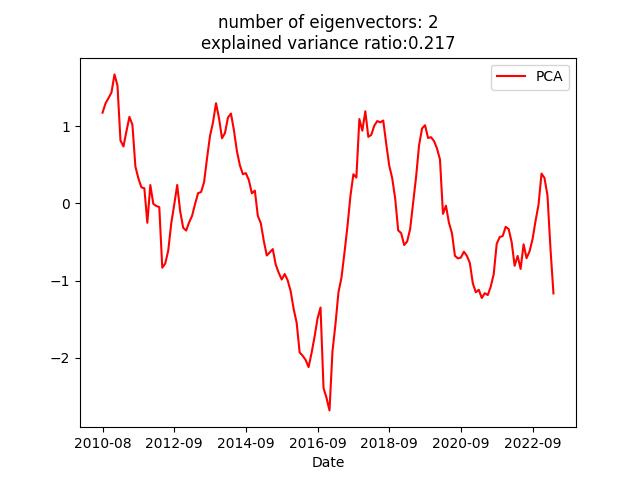 number of eigenvectors: 2
explained variance ratio:0.217
PCA
1
0
−1
−2
2010-08 2012-09 2014-09 2016-09 2018-09 2020-09 2022-09
Date